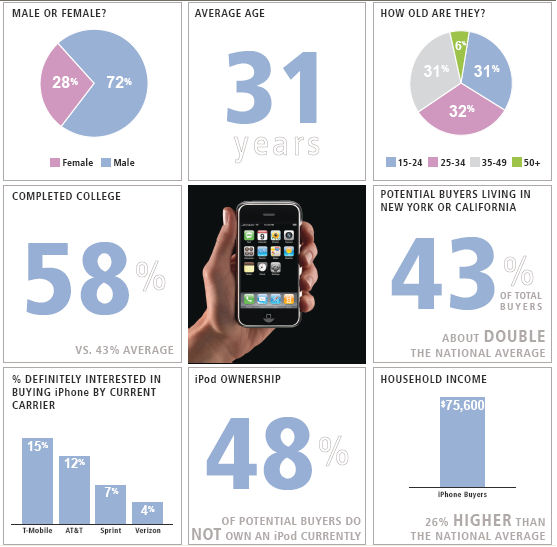 MALE OR FEMALE?
28%
72%
Female
Male
AVERAGE AGE
31
years
HOW OLD ARE THEY?
6%
31%
31%
32%
15-24
25-34
35-49
50+
COMPLETED COLLEGE
58%
VS. 43% AVERAGE
POTENTIAL BUYERS LIVING IN
NEW YORK OR CALIFORNIA
43%
OF TOTAL
BUYERS
ABOUT DOUBLE
THE NATIONAL AVERAGE
% DEFINITELY INTERESTED IN
BUYING iPhone BY CURRENT
CARRIER
15%
12%
7%
4%
T-Mobile
AT&T
Sprint
Verizon
iPod OWNERSHIP
48%
OF POTENTIAL BUYERS DO
NOT OWN AN iPod CURRENTLY
HOUSEHOLD INCOME
$75,600
iPhone Buyers
26% HIGHER THAN
THE NATIONAL AVERAGE